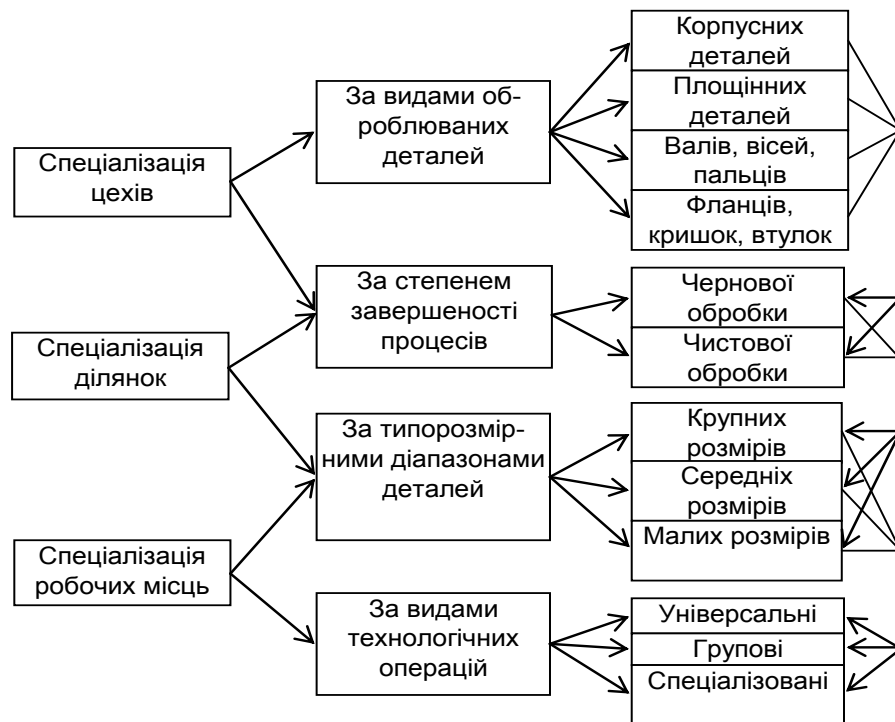 Спеціалізація
цехів
Спеціалізація
ділянок
Спеціалізація
робочих місць
За видами об-
роблюваних
деталей
За степенем
завершеності
процесів
За типорозмір-
ними діапазонами
деталей
За видами
технологічних
операцій
Корпусних
деталей
Площінних
деталей
Валів, вісей,
пальців
Фланців,
кришок, втулок
Чернової
обробки
Чистової
обробки
Крупних
розмірів
Середніх
розмірів
Малих розмірів
Універсальні
Групові
Спеціалізовані